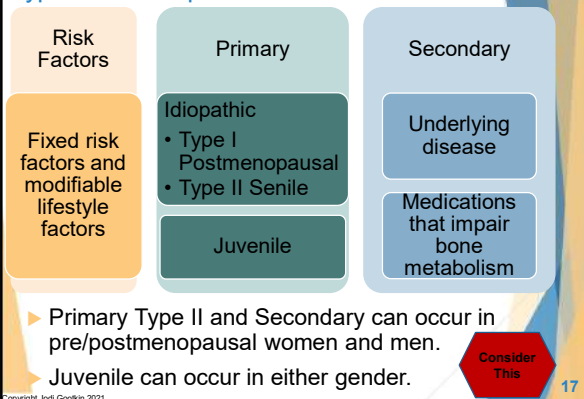 Risk
Factors
Primary
Secondary
Fixed risk
factors and
modifiable
lifestyle
factors
Idiopathic
• Type I
Postmenopausal
• Type II Senile
Juvenile
Underlying
disease
Medications
that impair
bone
metabolism
Primary Type II and Secondary can occur in
pre/postmenopausal women and men.
Juvenile can occur in either gender.
Consider
This
17
Copyright Jodi Gootkin 2021